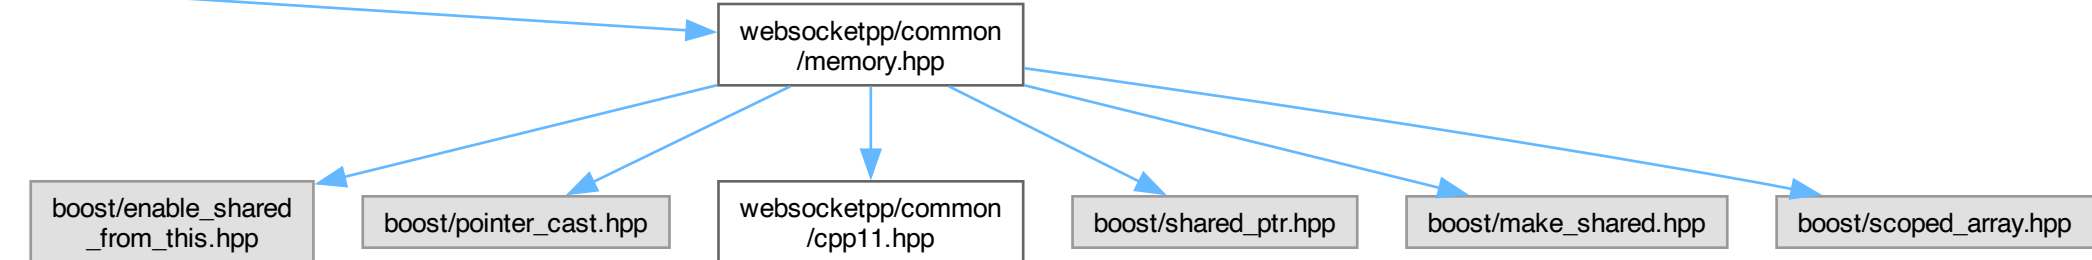 websocketpp/common
/memory.hpp
boost/enable_shared
_from_this.hpp
boost/pointer_cast.hpp
websocketpp/common
/cpp11.hpp
boost/shared_ptr.hpp
boost/make_shared.hpp
boost/scoped_array.hpp